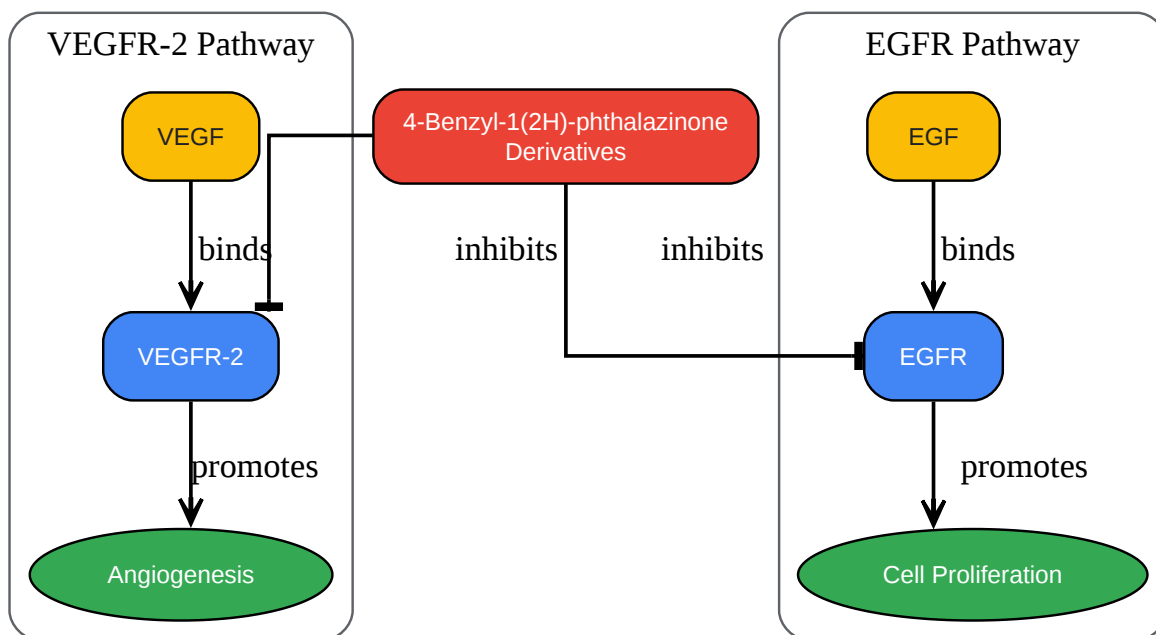 VEGFR-2 Pathway
EGFR Pathway
VEGF
4-Benzyl-1(2H)-phthalazinone
Derivatives
EGF
binds
inhibits
inhibits
binds
VEGFR-2
EGFR
promotes
promotes
Angiogenesis
Cell Proliferation